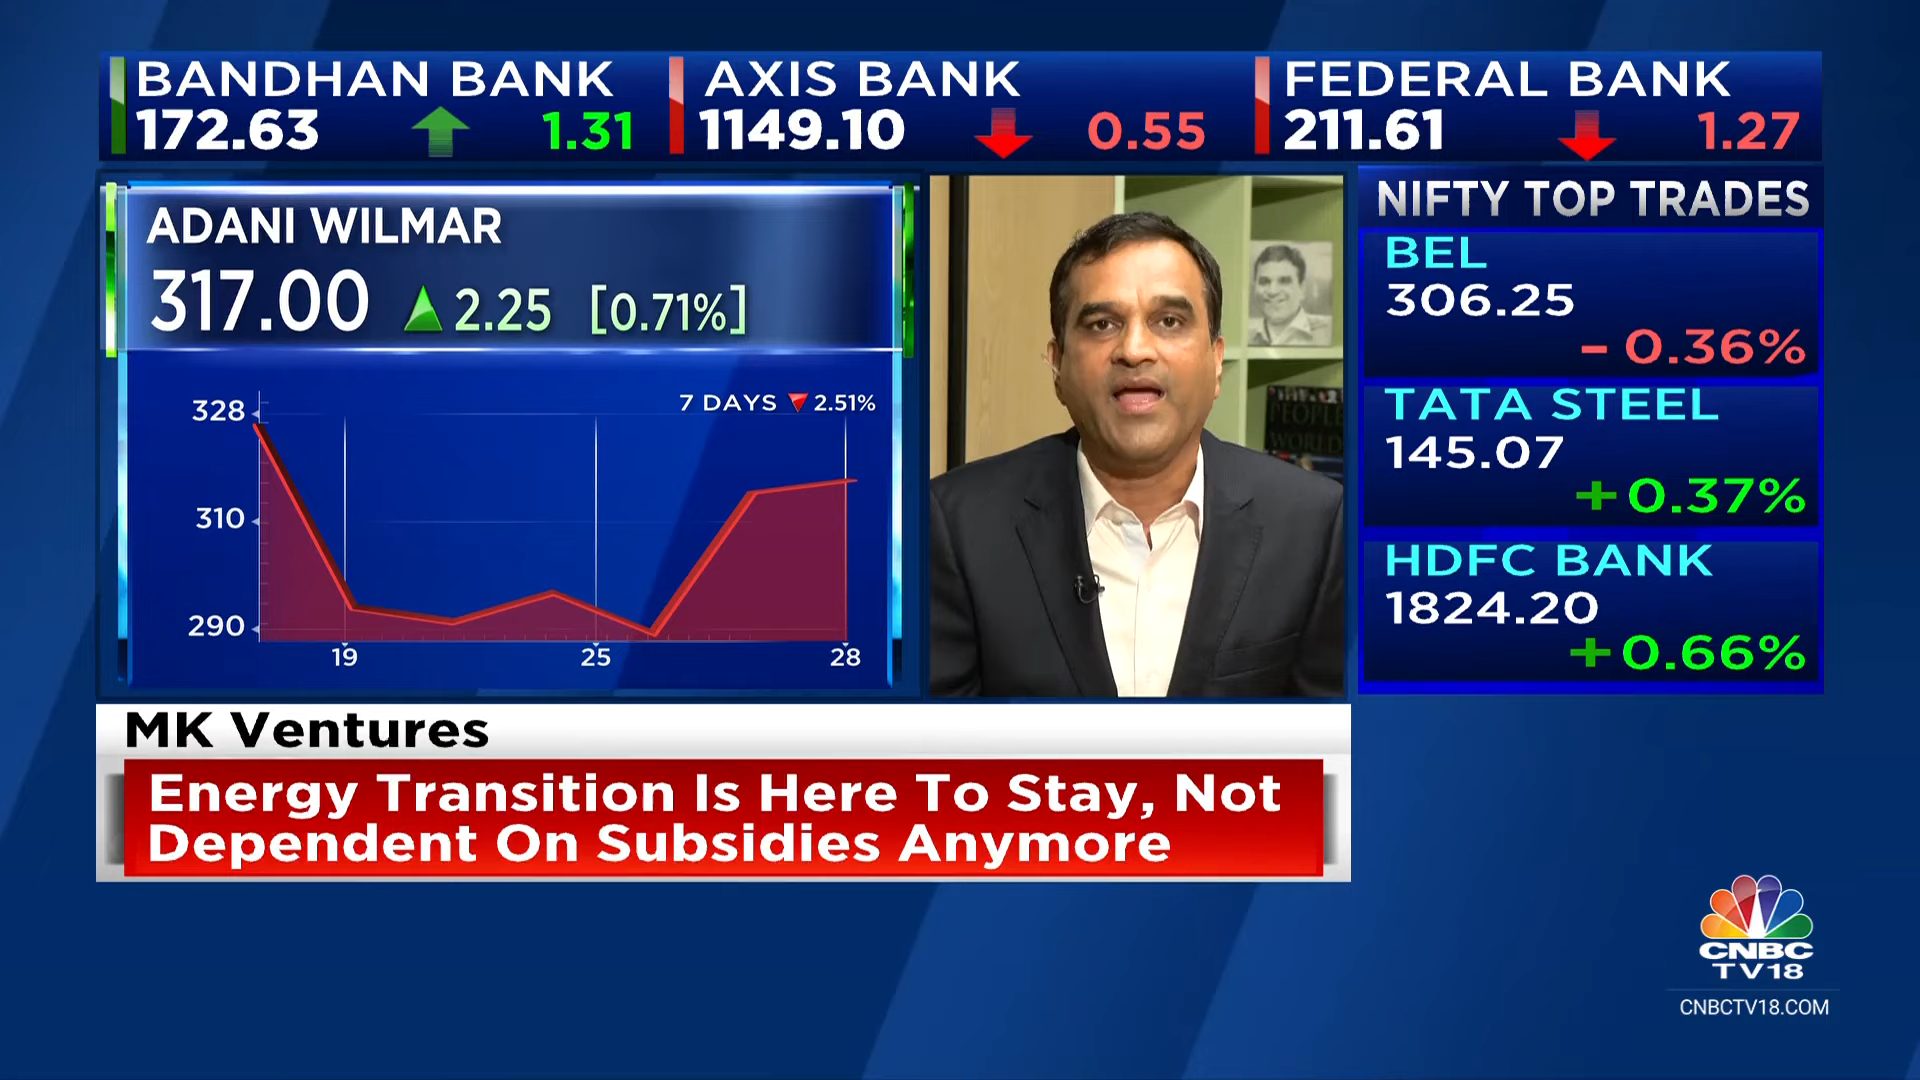 BANDHAN BANK
172.63 1.31
AXIS BANK
1149.10 0.55
FEDERAL BANK
211.61 1.27
ADANI WILMAR
317.00 2.25 [0.71%]
7 DAYS 2.51%
328
310
290
19 25 28
PEOPLE
WORLD
NIFTY TOP TRADES
BEL
306.25
- 0.36%
TATA STEEL
145.07
+0.37%
HDFC BANK
1824.20
+0.66%
MK Ventures
Energy Transition Is Here To Stay, Not
Dependent On Subsidies Anymore
CNBC
TV18
CNBCTV18.COM